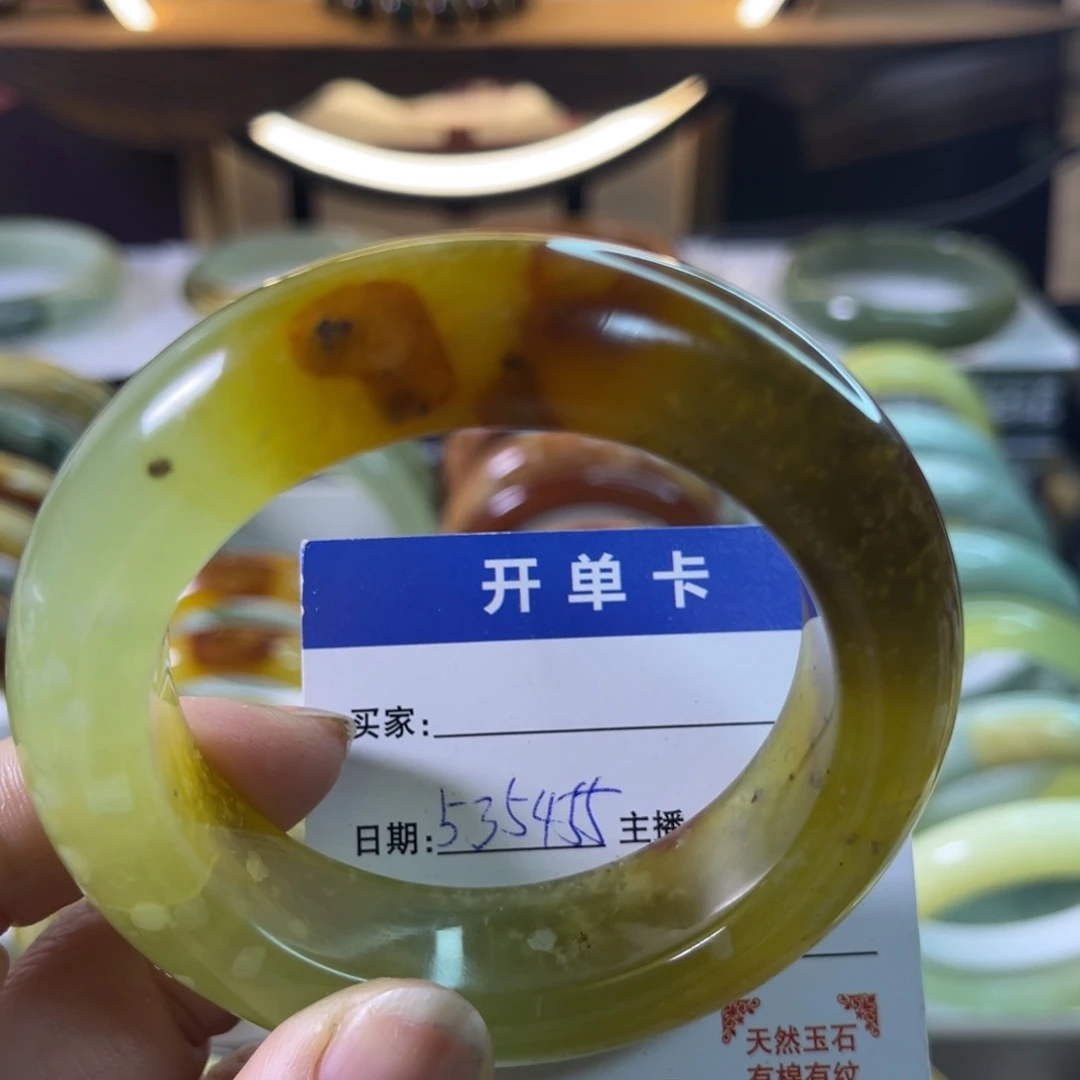 开单卡
买家:
日期:535455 主播
天然玉石
有棉有纹